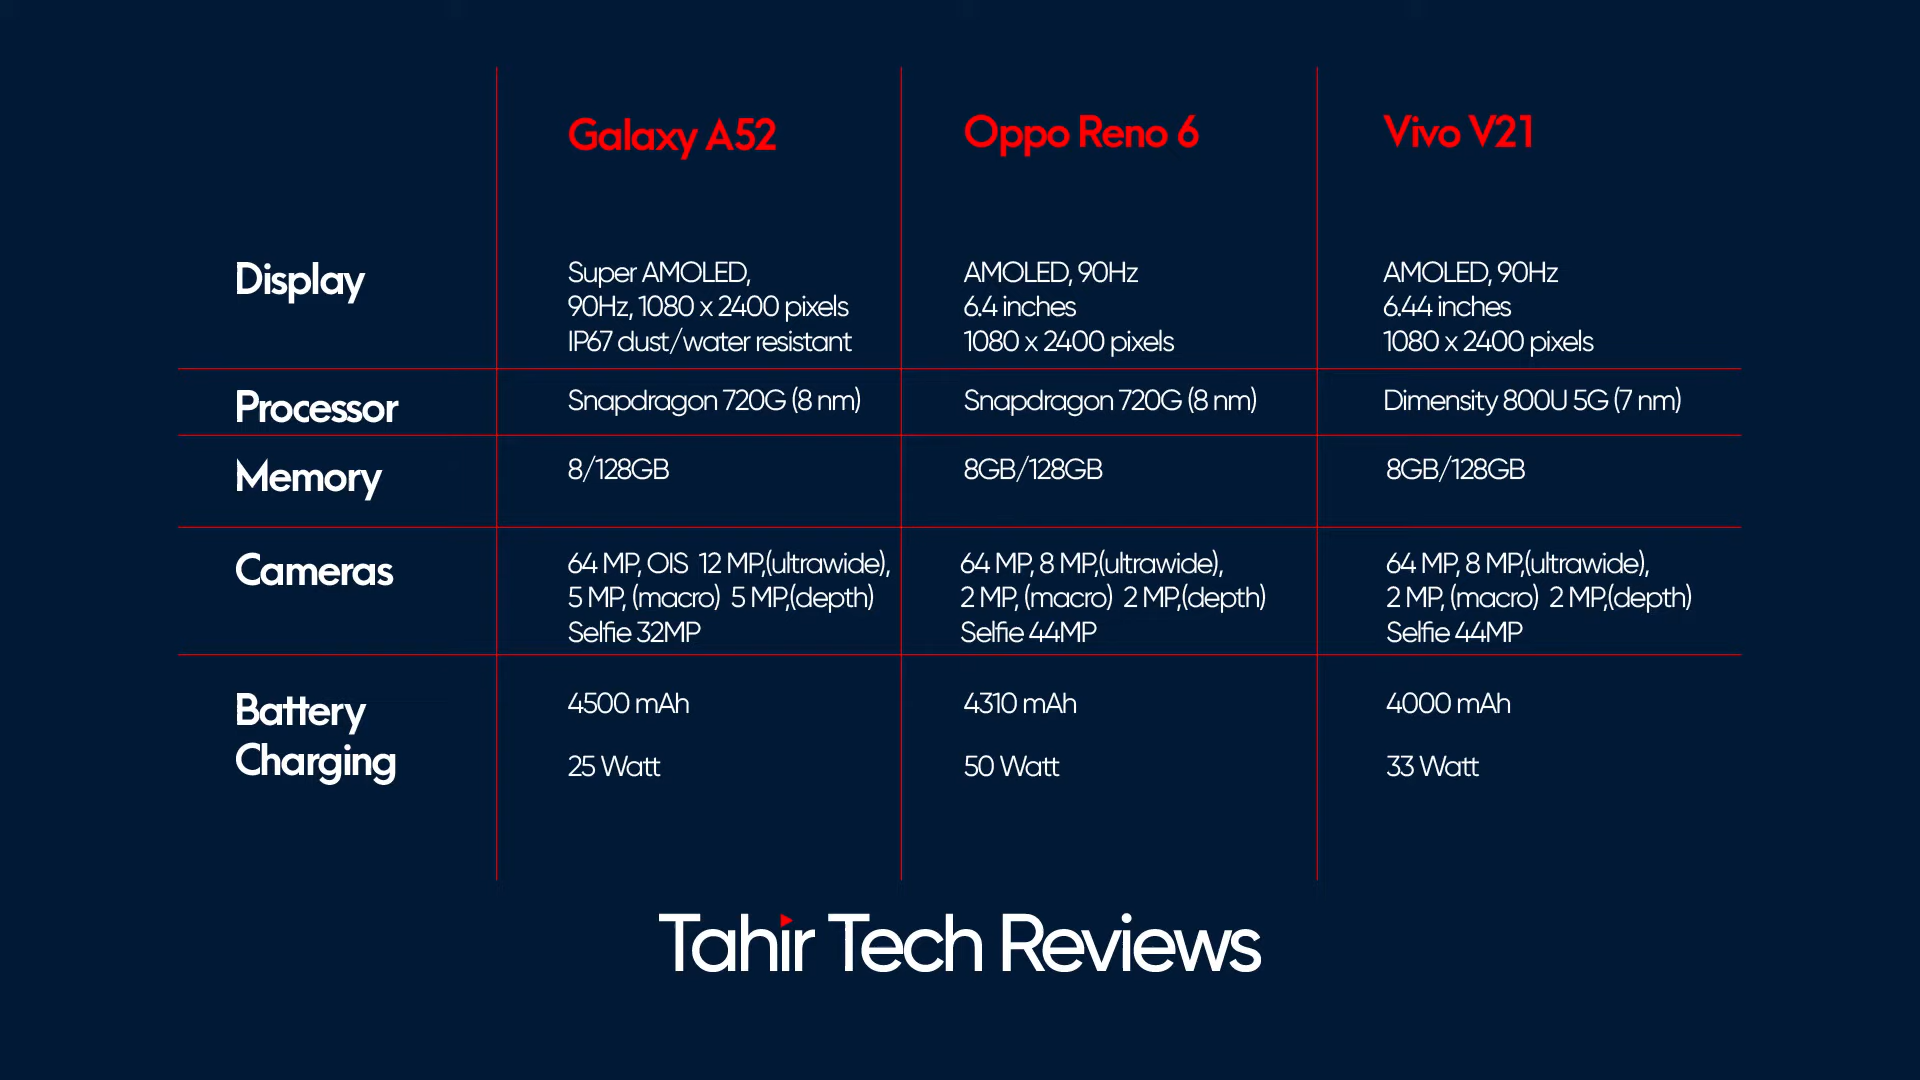 Galaxy A52
Oppo Reno 6
Vivo V21
Display
Super AMOLED,
90Hz, 1080 x 2400 pixels
IP67 dust/water resistant
AMOLED, 90Hz
6.4 inches
1080 x 2400 pixels
AMOLED, 90Hz
6.44 inches
1080 x 2400 pixels
Processor
Snapdragon 720G (8 nm)
Snapdragon 720G (8 nm)
Dimensity 800U 5G (7 nm)
Memory
8/128GB
8GB/128GB
8GB/128GB
Cameras
64 MP, OIS  12 MP,(ultrawide),
5 MP, (macro)  5 MP,(depth)
Selfie 32MP
64 MP, 8 MP,(ultrawide),
2 MP, (macro)  2 MP,(depth)
Selfie 44MP
64 MP, 8 MP,(ultrawide),
2 MP, (macro)  2 MP,(depth)
Selfie 44MP
Battery
Charging
4500 mAh
25 Watt
4310 mAh
50 Watt
4000 mAh
33 Watt
Tahir Tech Reviews